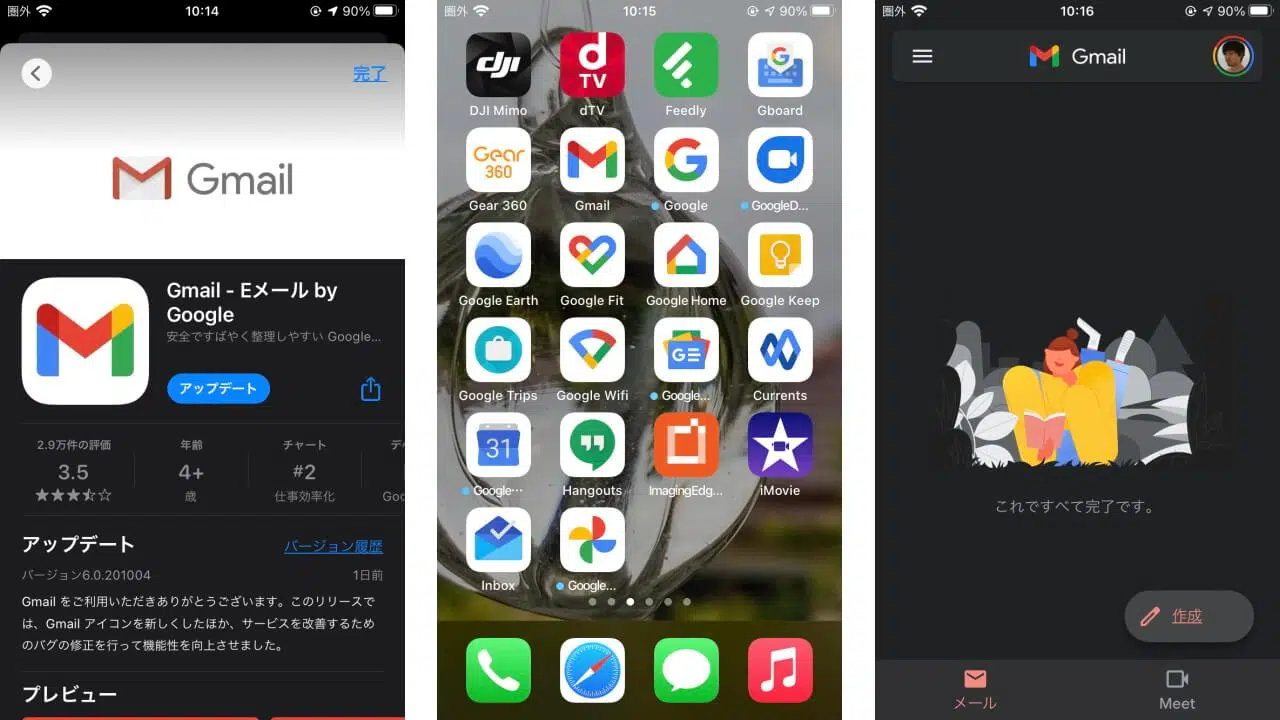 圏外 10:14 90%
完了
Gmail
Gmail - Eメール by
Google
安全ですばやく整理しやすい Google...
アップデート
2.9万件の評価 年齢 チャート デ
3.5 4+ #2
歳 仕事効率化 Goo
アップデート バージョン履歴
バージョン6.0.201004 1日前
Gmail をご利用いただきありがとうございます。このリリースで
は、Gmail アイコンを新しくしたほか、サービスを改善するため
のバグの修正を行って機能性を向上させました。
プレビュー
圏外 10:15 90%
dji d TV
DJI Mimo dTV Feedly Gboard
Gear 360
Gear 360 Gmail Google GoogleD...
Google Earth Google Fit Google Home Google Keep
Google Trips Google Wifi Google... Currents
31
Google… Hangouts ImagingEdg... iMovie
Inbox Google...
圏外 10:16 90%
Gmail
これですべて完了です。
作成
メール Meet